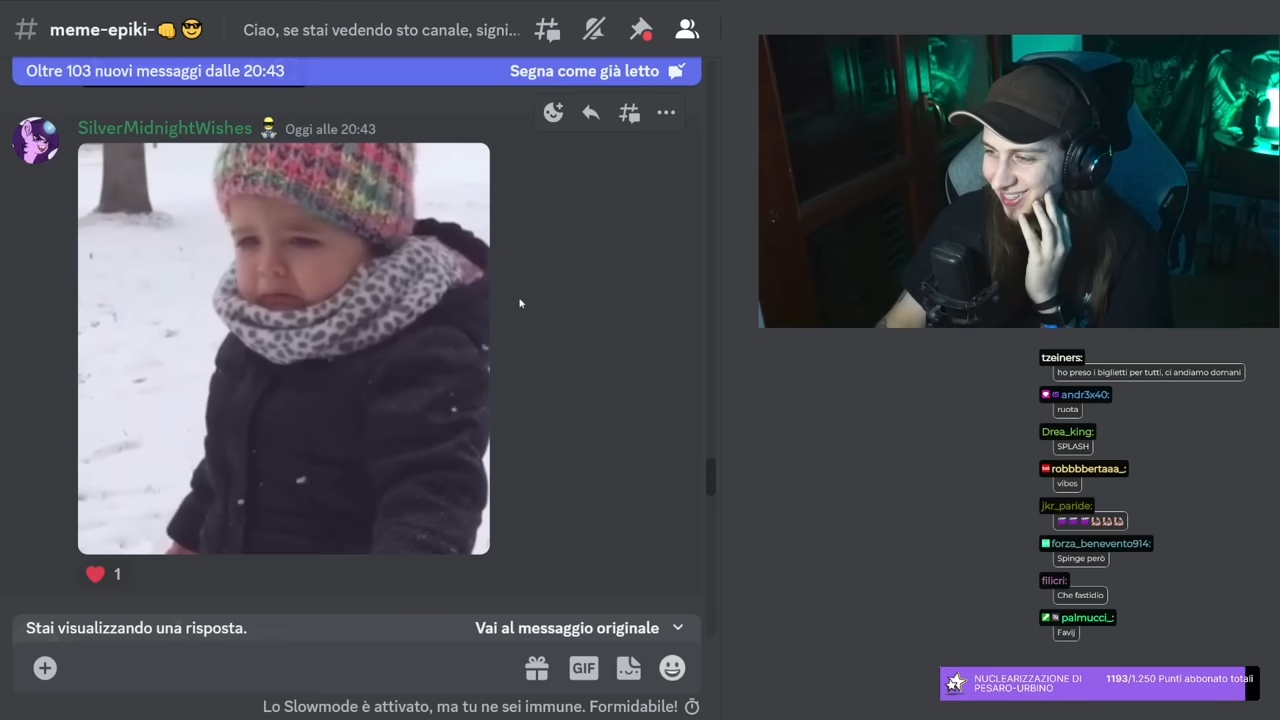 meme-epiki-👊😎
Ciao, se stai vedendo sto canale, signi...
Oltre 103 nuovi messaggi dalle 20:43
Segna come già letto
SilverMidnightWishes
Oggi alle 20:43
1
Stai visualizzando una risposta.
Vai al messaggio originale
GIF
Lo Slowmode è attivato, ma tu ne sei immune. Formidabile!
tzeiners:
ho preso i biglietti per tutti, ci andiamo domani
andr3x40:
ruota
Drea_king:
SPLASH
robbbbertaaa_:
vibes
jkr_paride:
forza_benevento914:
Spinge però
filicri:
Che fastidio
palmucci_:
Favij
NUCLEARIZZAZIONE DI
PESARO-URBINO
1193/1.250 Punti abbonato totali